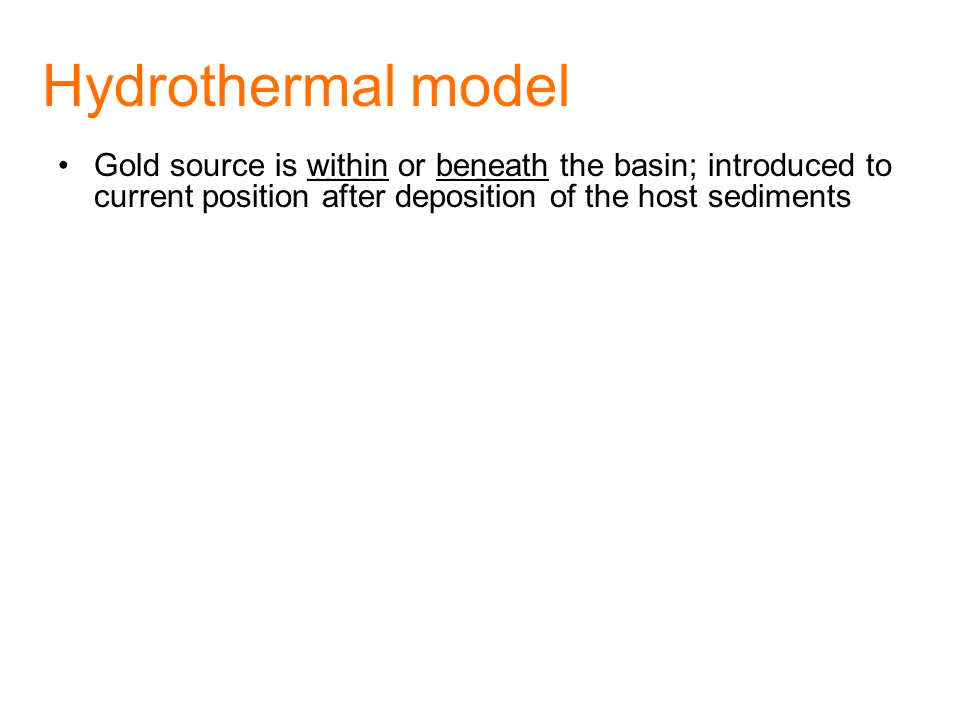 Hydrothermal model
• Gold source is within or beneath the basin; introduced to
current position after deposition of the host sediments